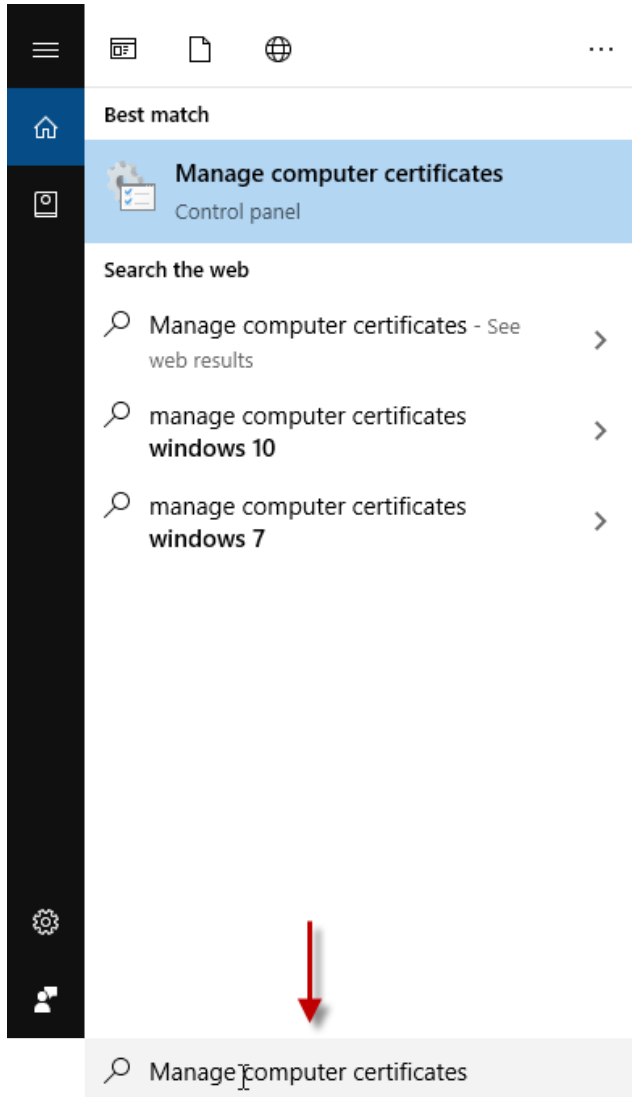 Best match
Manage computer certificates
Control panel
Search the web
Manage computer certificates - See
web results
manage computer certificates
windows 10
manage computer certificates
windows 7
Manage computer certificates